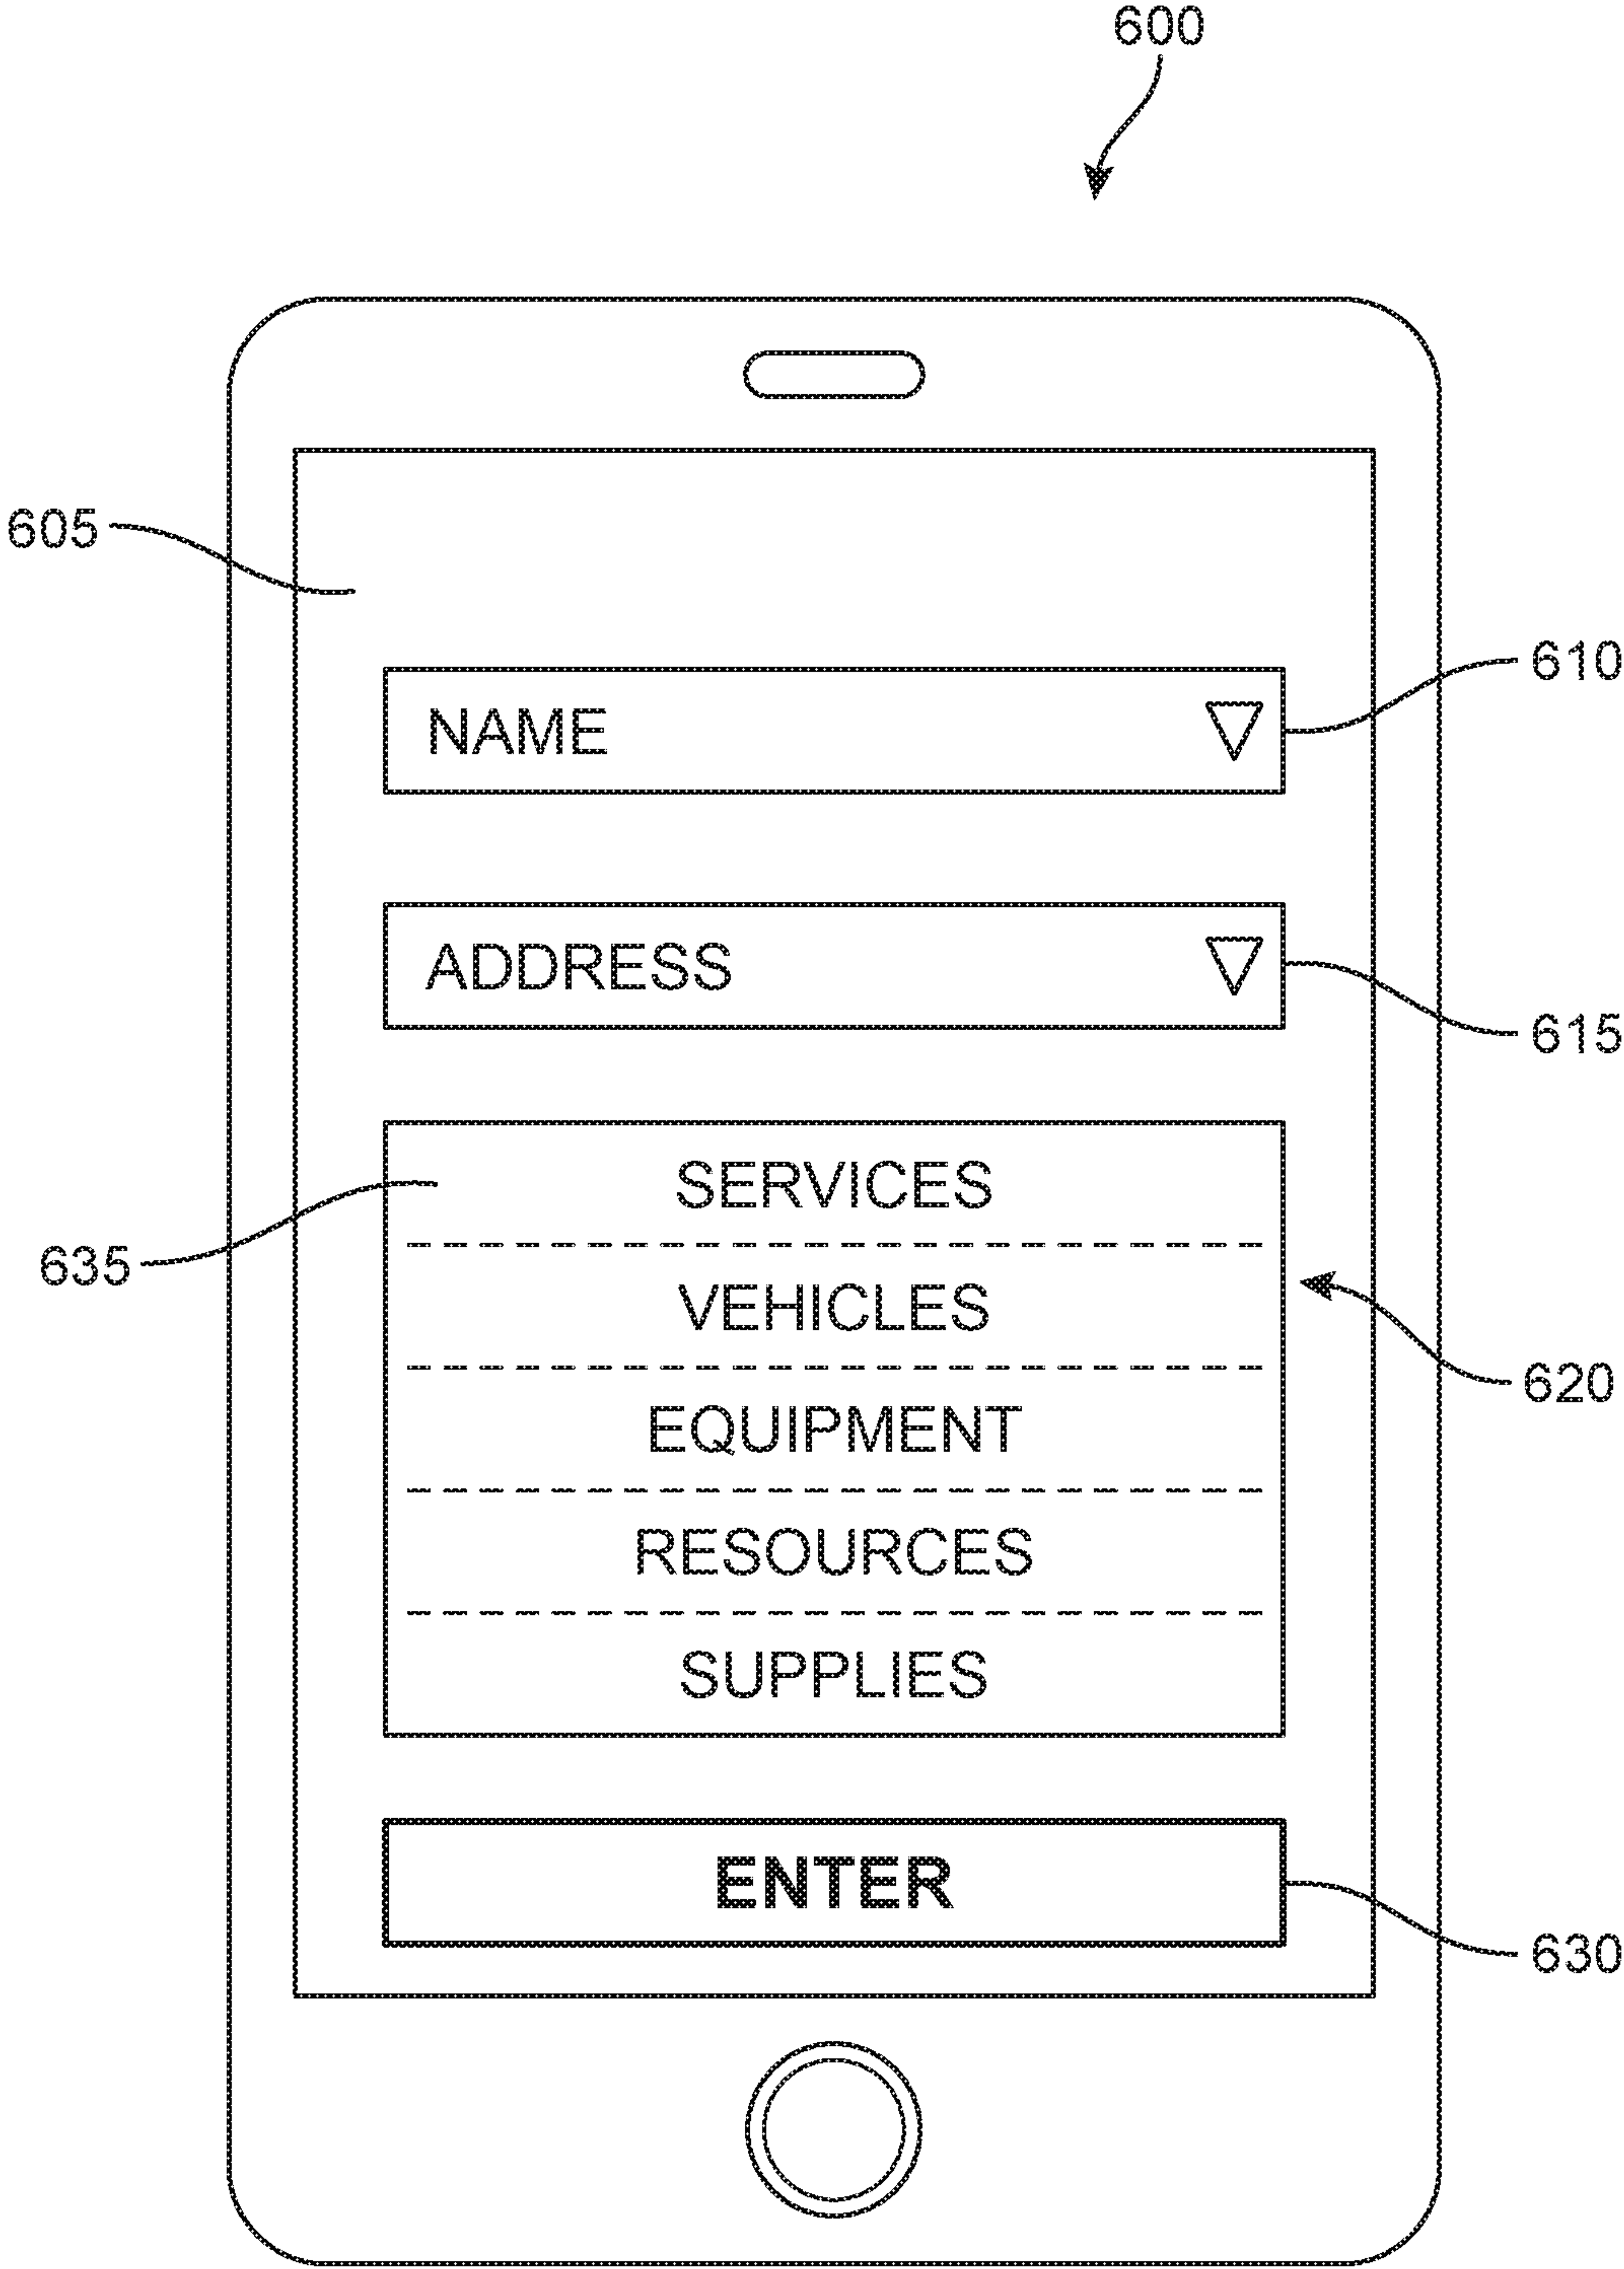 600
605
610
NAME
ADDRESS
615
SERVICES
635
VEHICLES
620
EQUIPMENT
RESOURCES
SUPPLIES
ENTER
630